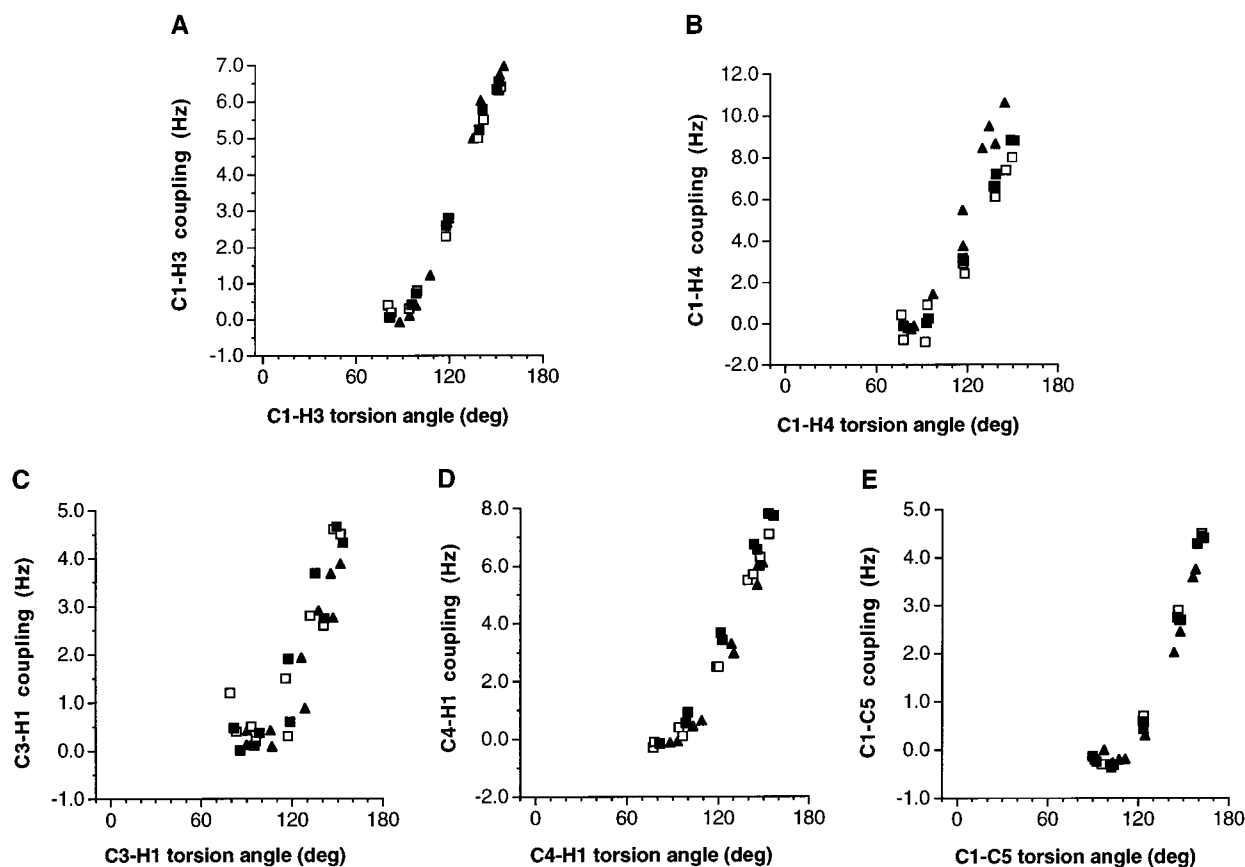 A
C1-H3 coupling (Hz)
7.0
6.0
5.0
4.0
3.0
2.0
1.0
0.0
-1.0
0 60 120 180
C1-H3 torsion angle (deg)
B
C1-H4 coupling (Hz)
12.0
10.0
8.0
6.0
4.0
2.0
0.0
-2.0
0 60 120 180
C1-H4 torsion angle (deg)
C
C3-H1 coupling (Hz)
5.0
4.0
3.0
2.0
1.0
0.0
-1.0
0 60 120 180
C3-H1 torsion angle (deg)
D
C4-H1 coupling (Hz)
8.0
6.0
4.0
2.0
0.0
-2.0
0 60 120 180
C4-H1 torsion angle (deg)
E
C1-C5 coupling (Hz)
5.0
4.0
3.0
2.0
1.0
0.0
-1.0
0 60 120 180
C1-C5 torsion angle (deg)